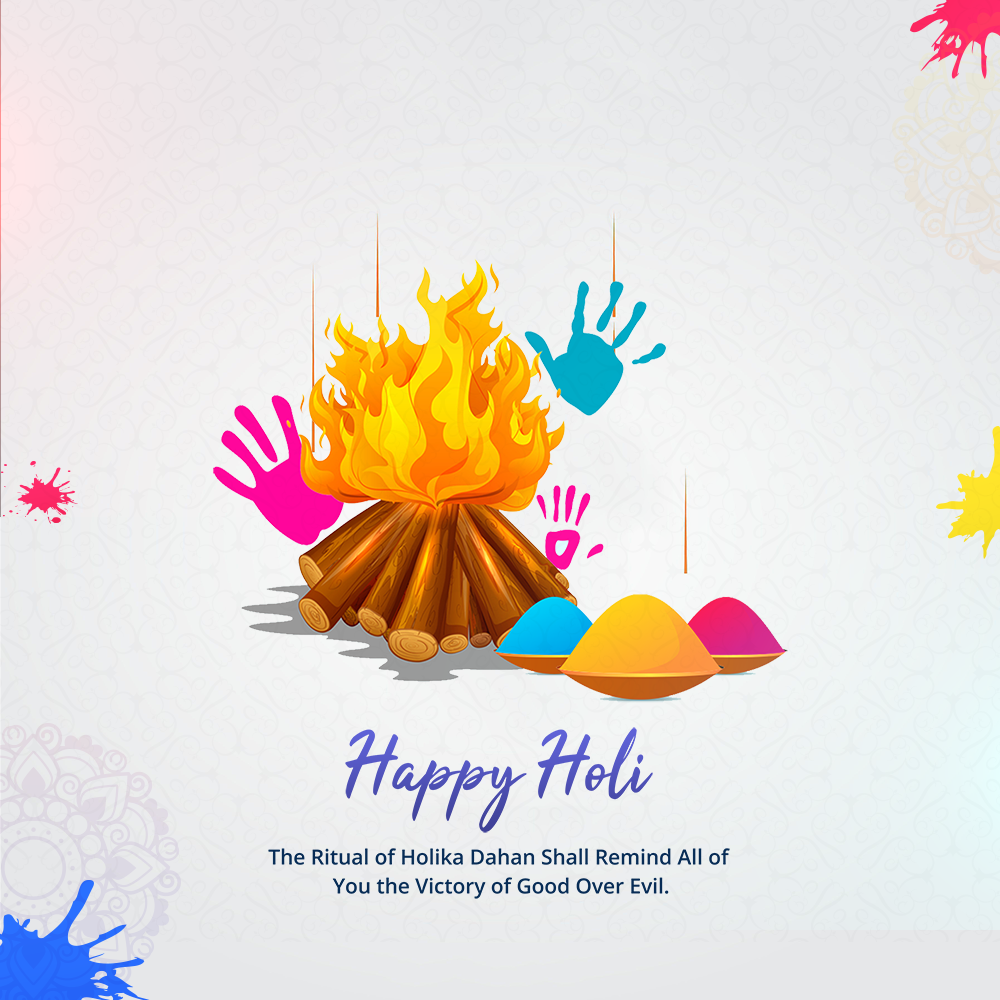 Happy Holi
The Ritual of Holika Dahan Shall Remind All of
You the Victory of Good Over Evil.